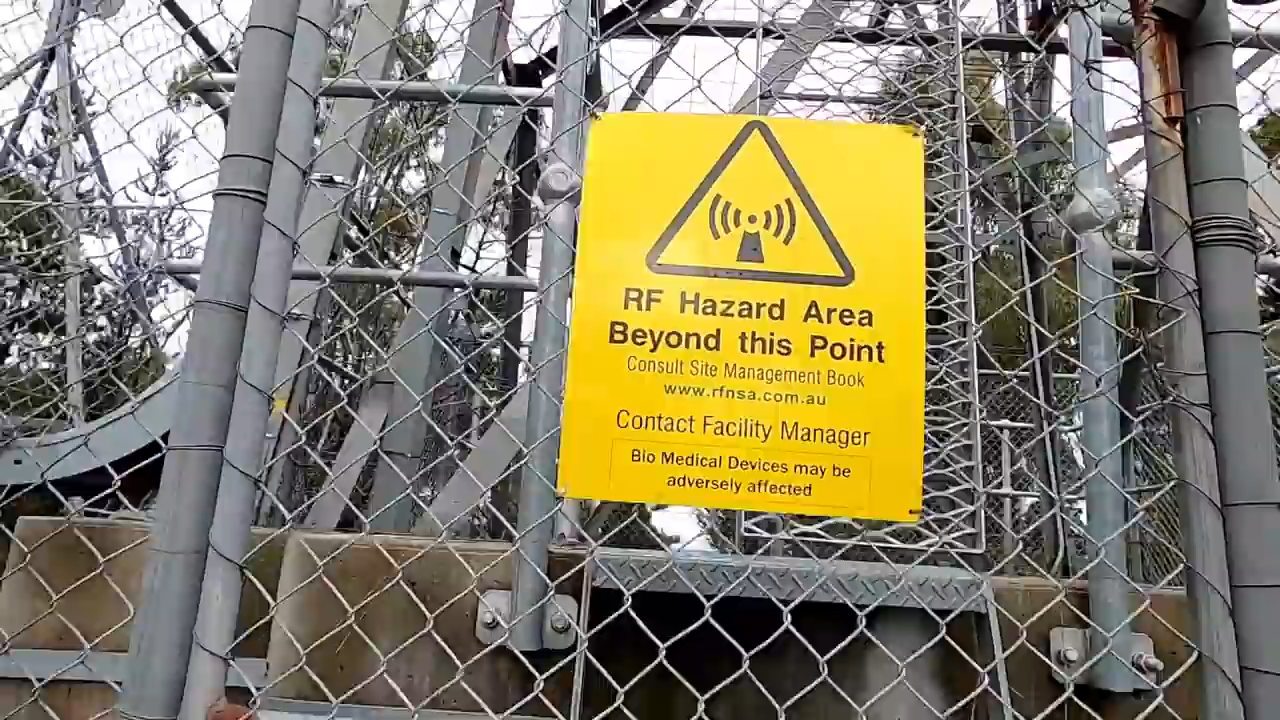 RF Hazard Area
Beyond this Point
Consult Site Management Book
www.rfnsa.com.au
Contact Facility Manager
Bio Medical Devices may be
adversely affected